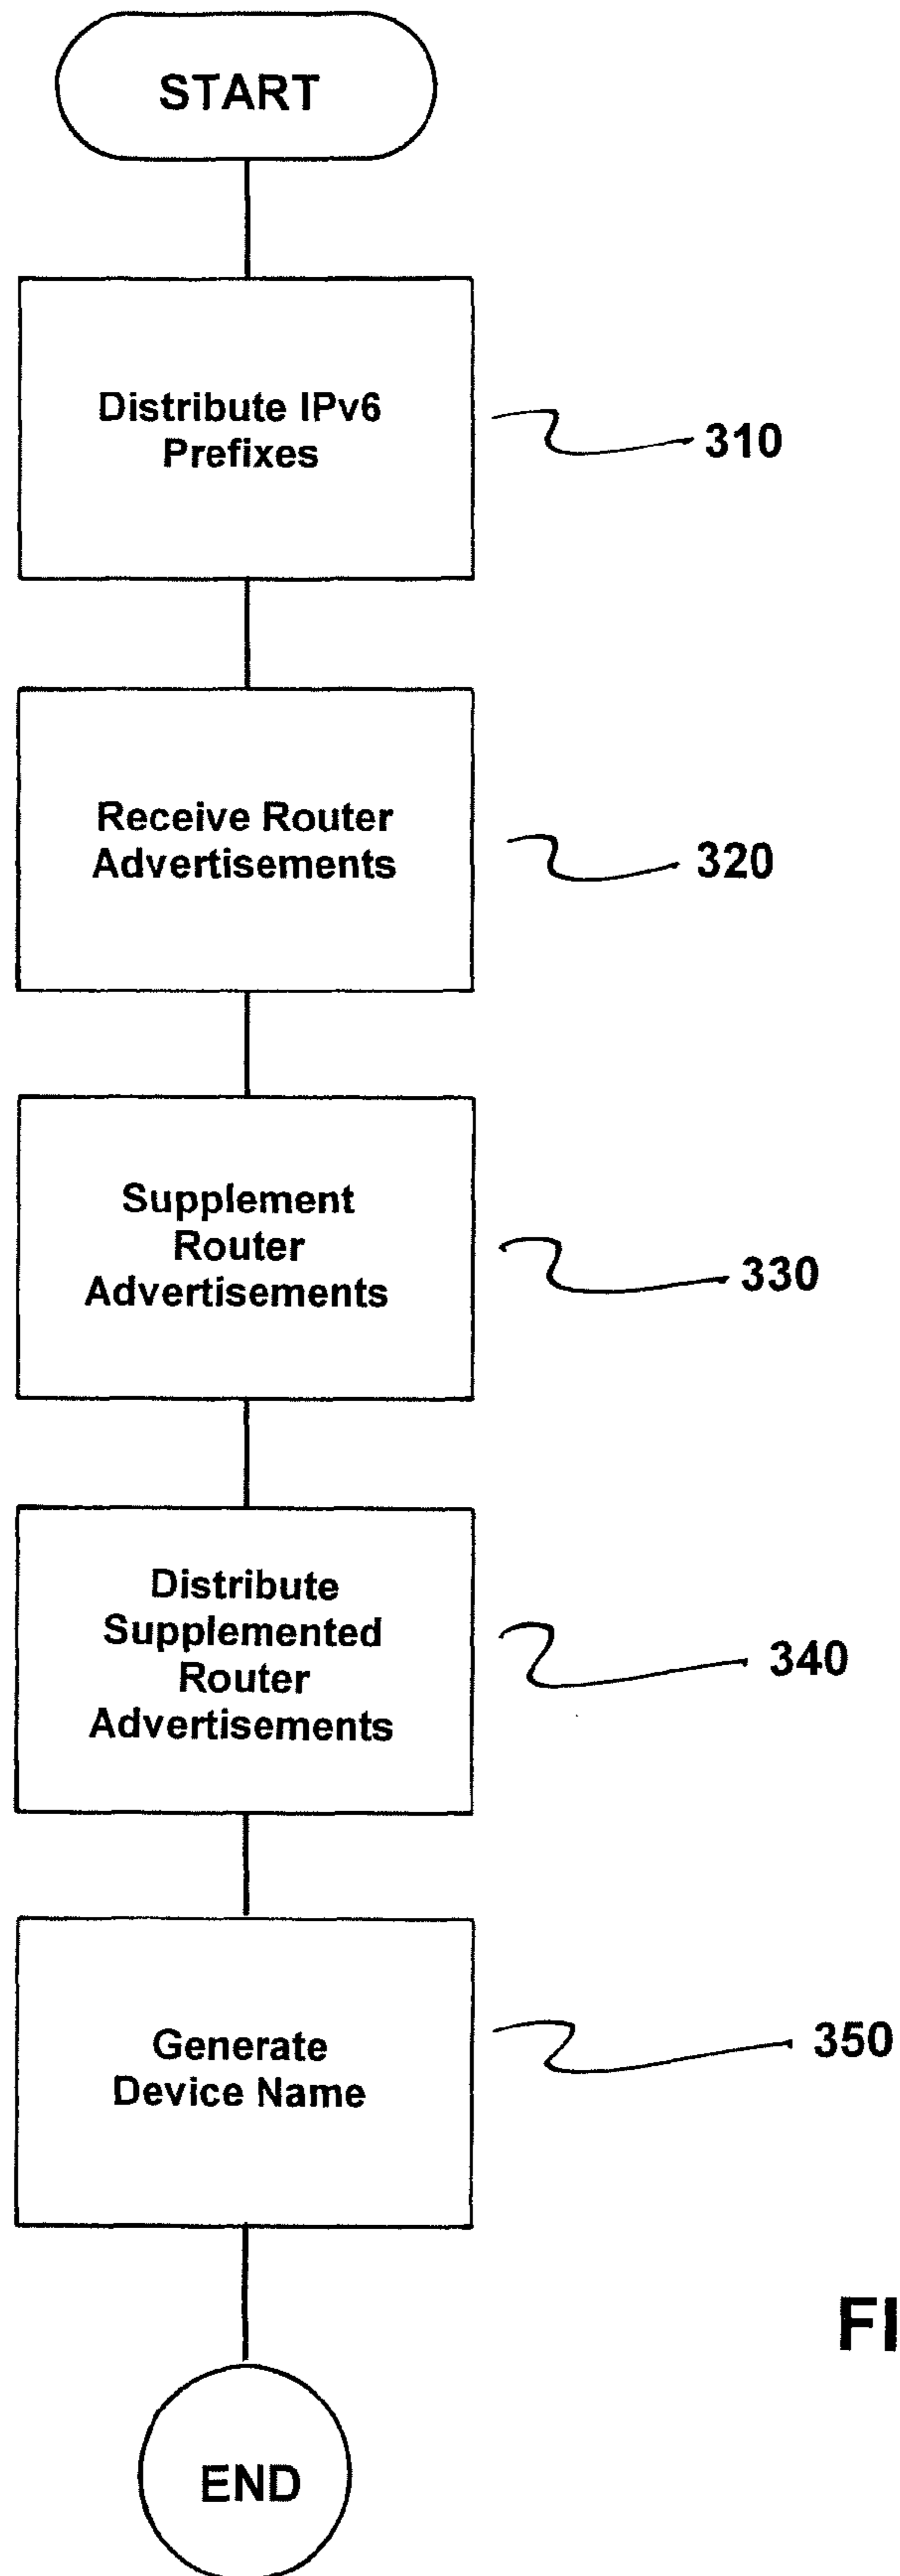 START
Distribute IPv6
Prefixes
310
Receive Router
Advertisements
320
Supplement
Router
Advertisements
330
Distribute
Supplemented
Router
Advertisements
340
Generate
Device Name
350
FI
END